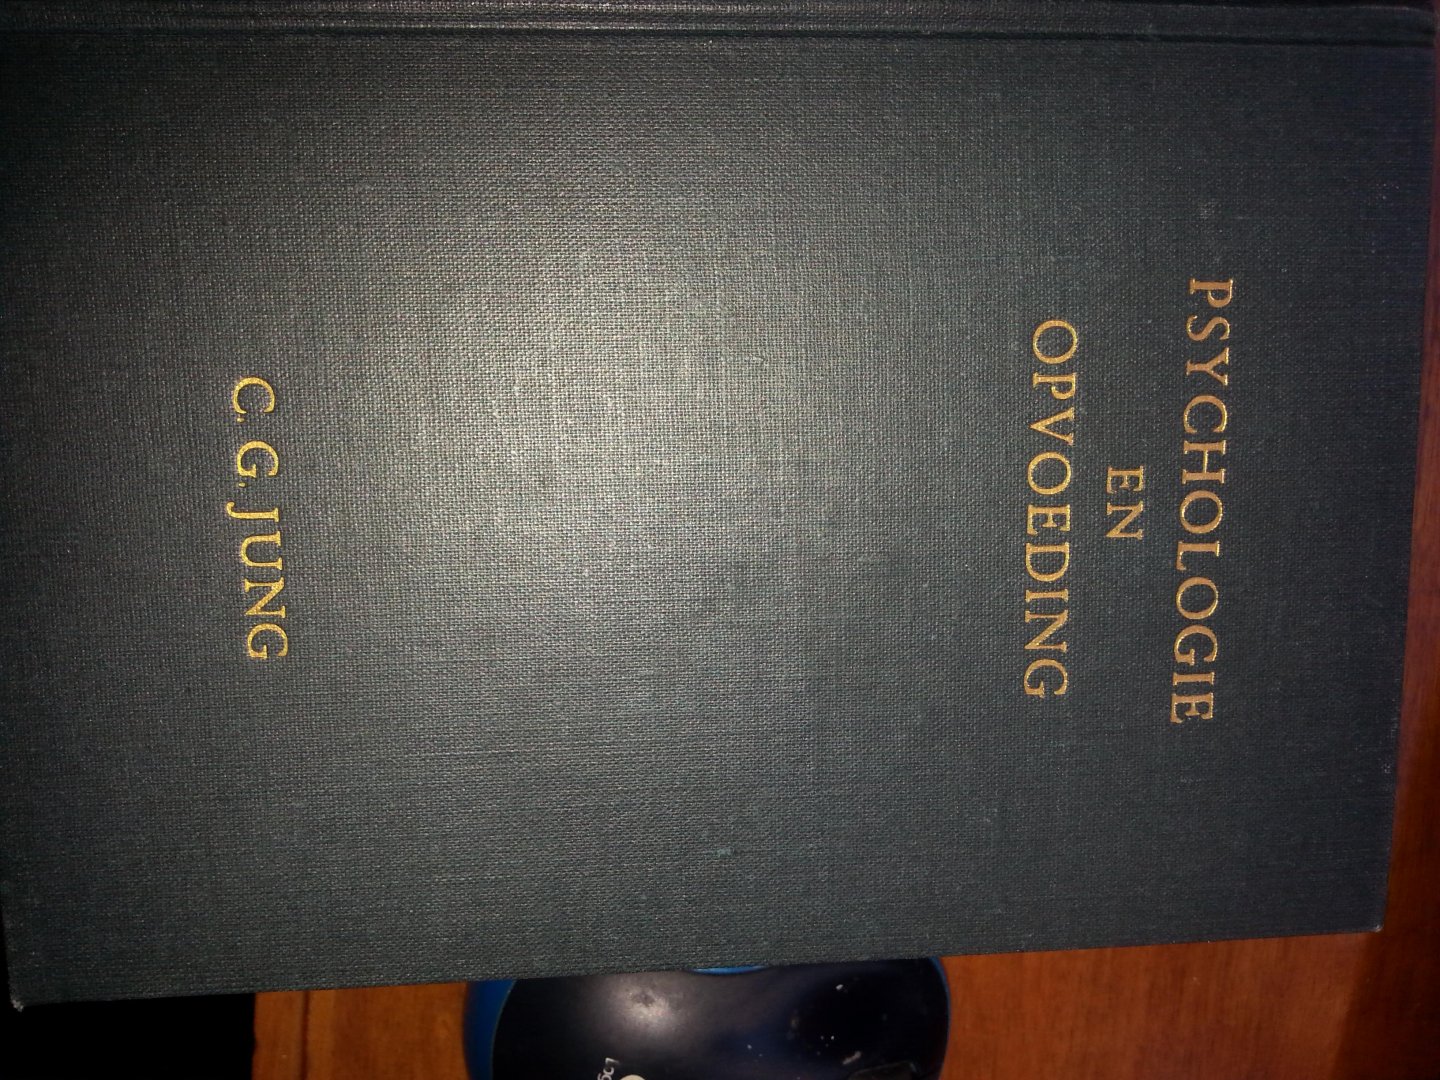 PSYCHOLOGIE
EN
OPVOEDING
C. G. JUNG